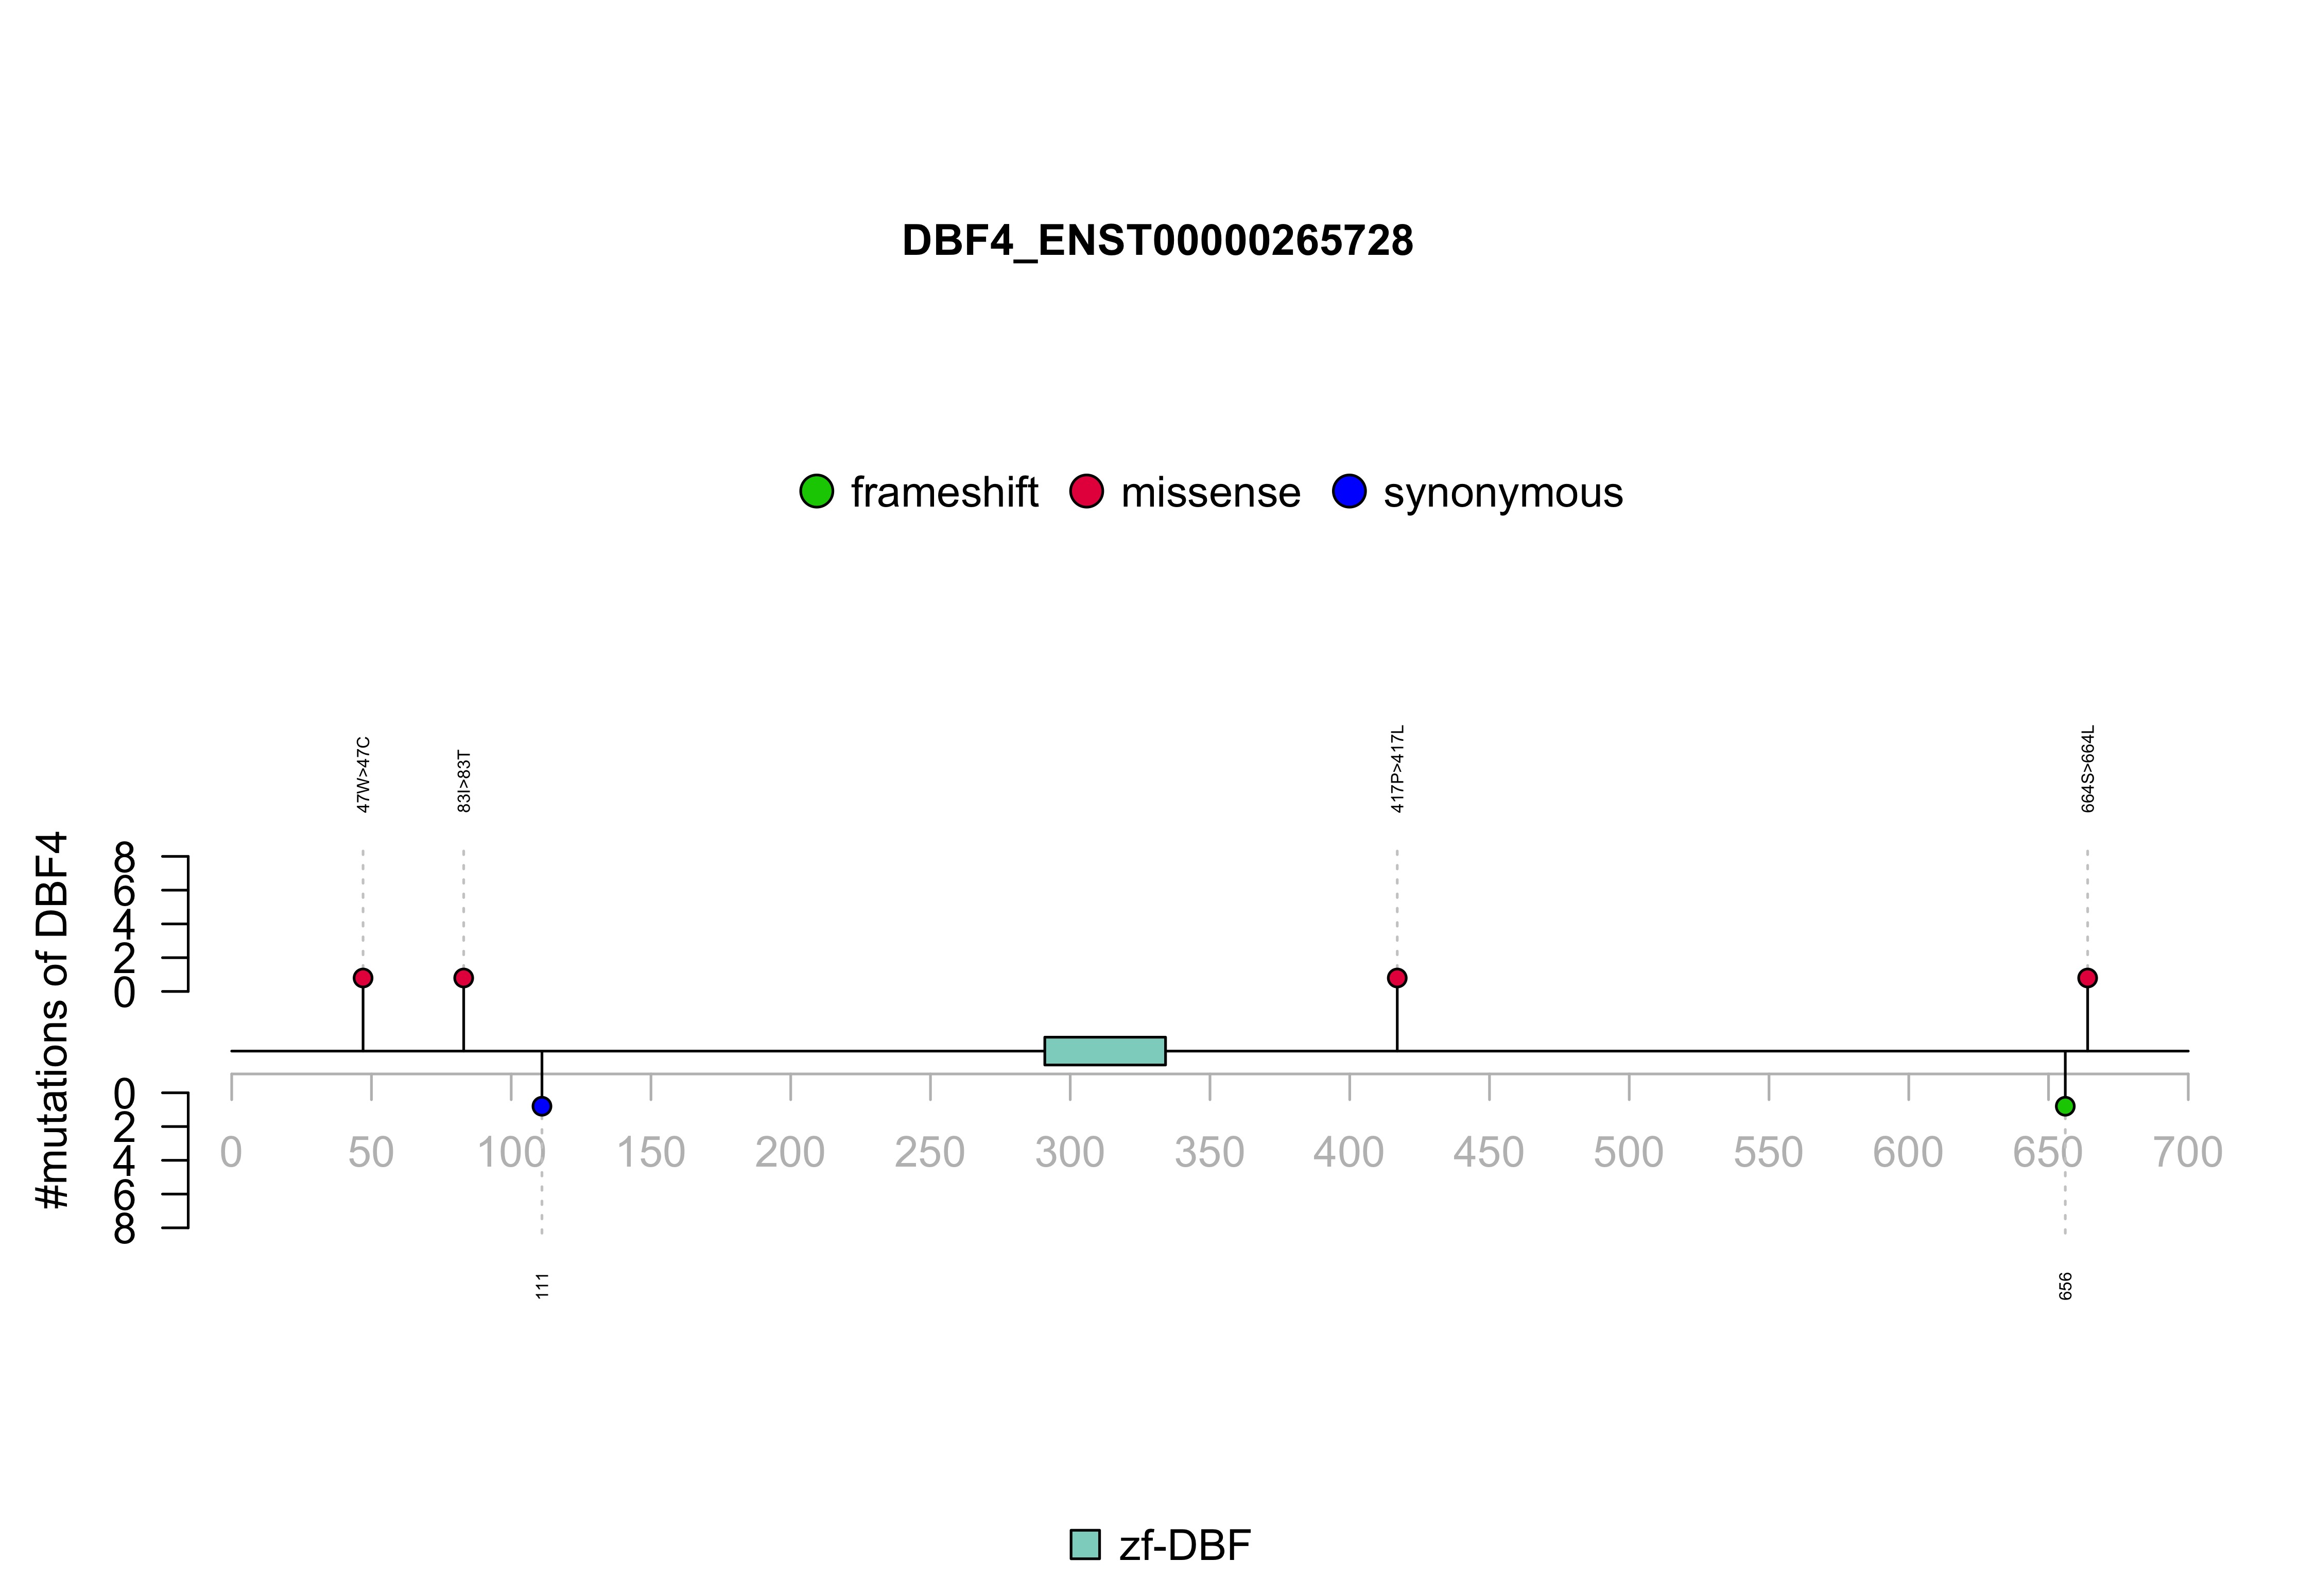 DBF4_ENST00000265728
frameshift missense synonymous
47W>47C 83I>83T 417P>417L 664S>664L
#mutations of DBF4
8
6
4
2
0
0
2
4
6
8
0 50 100 150 200 250 300 350 400 450 500 550 600 650 700
111 656
zf-DBF